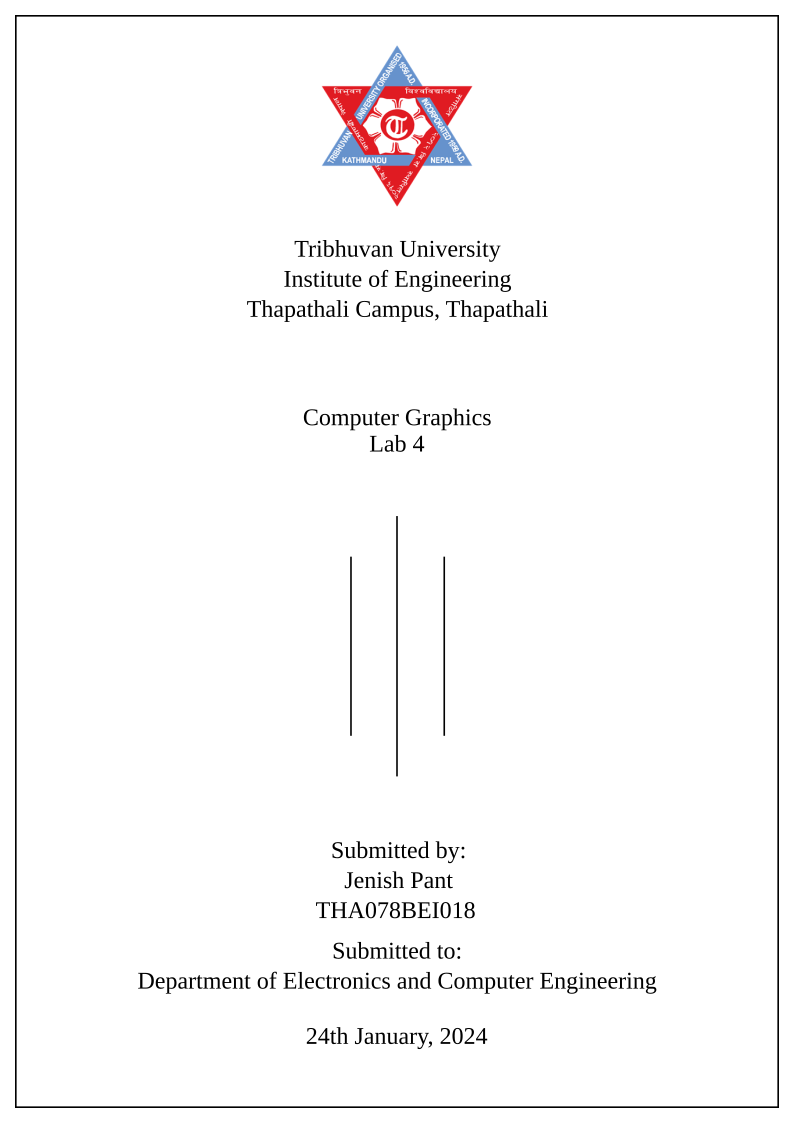 त्रिभुवन
विश्वविद्यालय
UNIVERSITY ORGANISED
1956 A.D.
TRIBHUVAN
INCORPORATED 1959 A.D.
KATHMANDU
NEPAL
T
Tribhuvan University
Institute of Engineering
Thapathali Campus, Thapathali
Computer Graphics
Lab 4
Submitted by:
Jenish Pant
THA078BEI018
Submitted to:
Department of Electronics and Computer Engineering
24th January, 2024